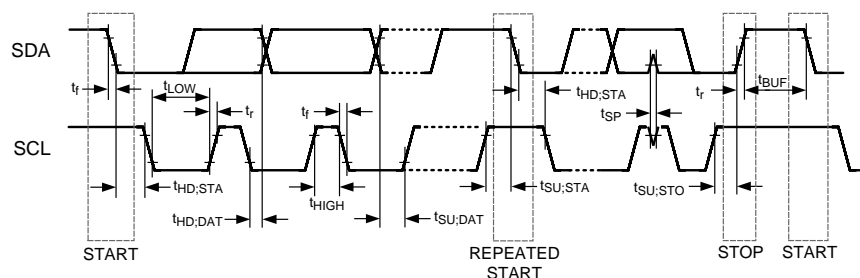 SDA
t_f
t_LOW
t_r
t_f
t_HD;STA
t_SP
t_r
t_BUF
SCL
t_HD;STA
t_HD;DAT
t_HIGH
t_SU;DAT
t_SU;STA
t_SU;STO
START
REPEATED
START
STOP
START